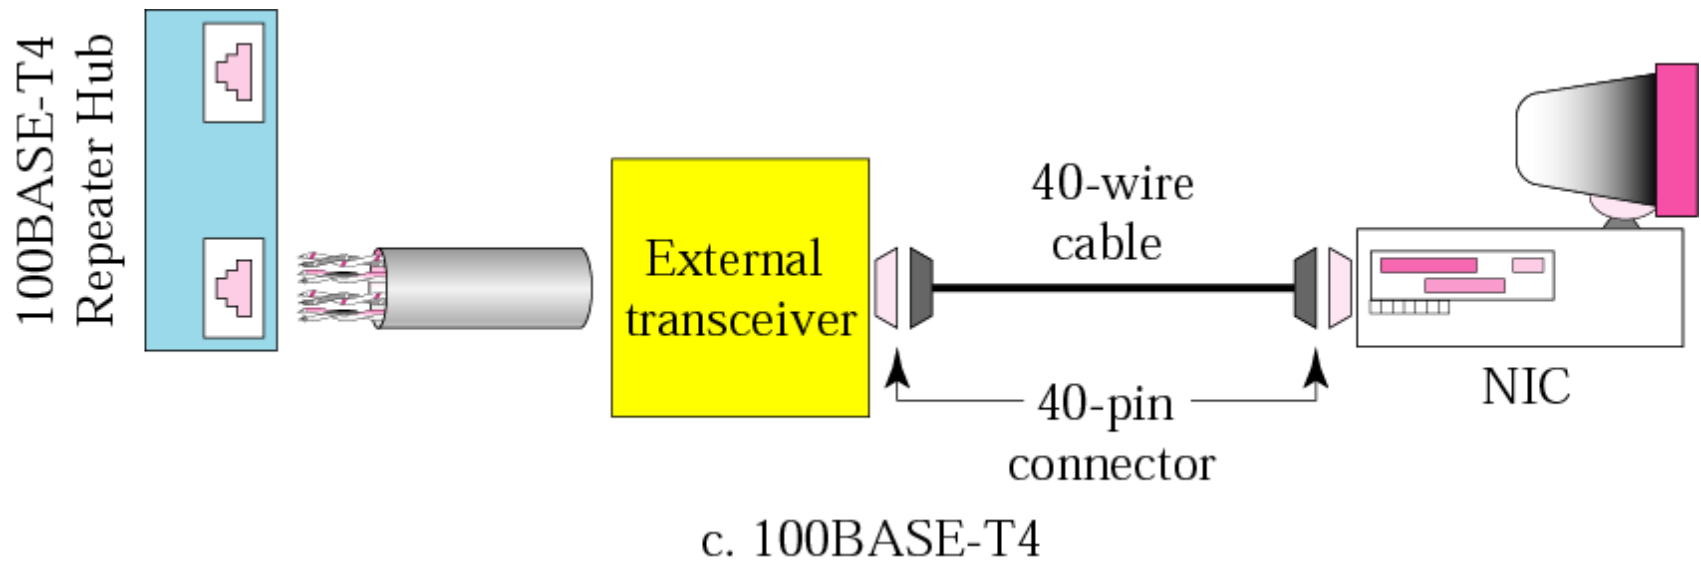 100BASE-T4
Repeater Hub
External
transceiver
40-wire
cable
40-pin
connector
NIC
c. 100BASE-T4